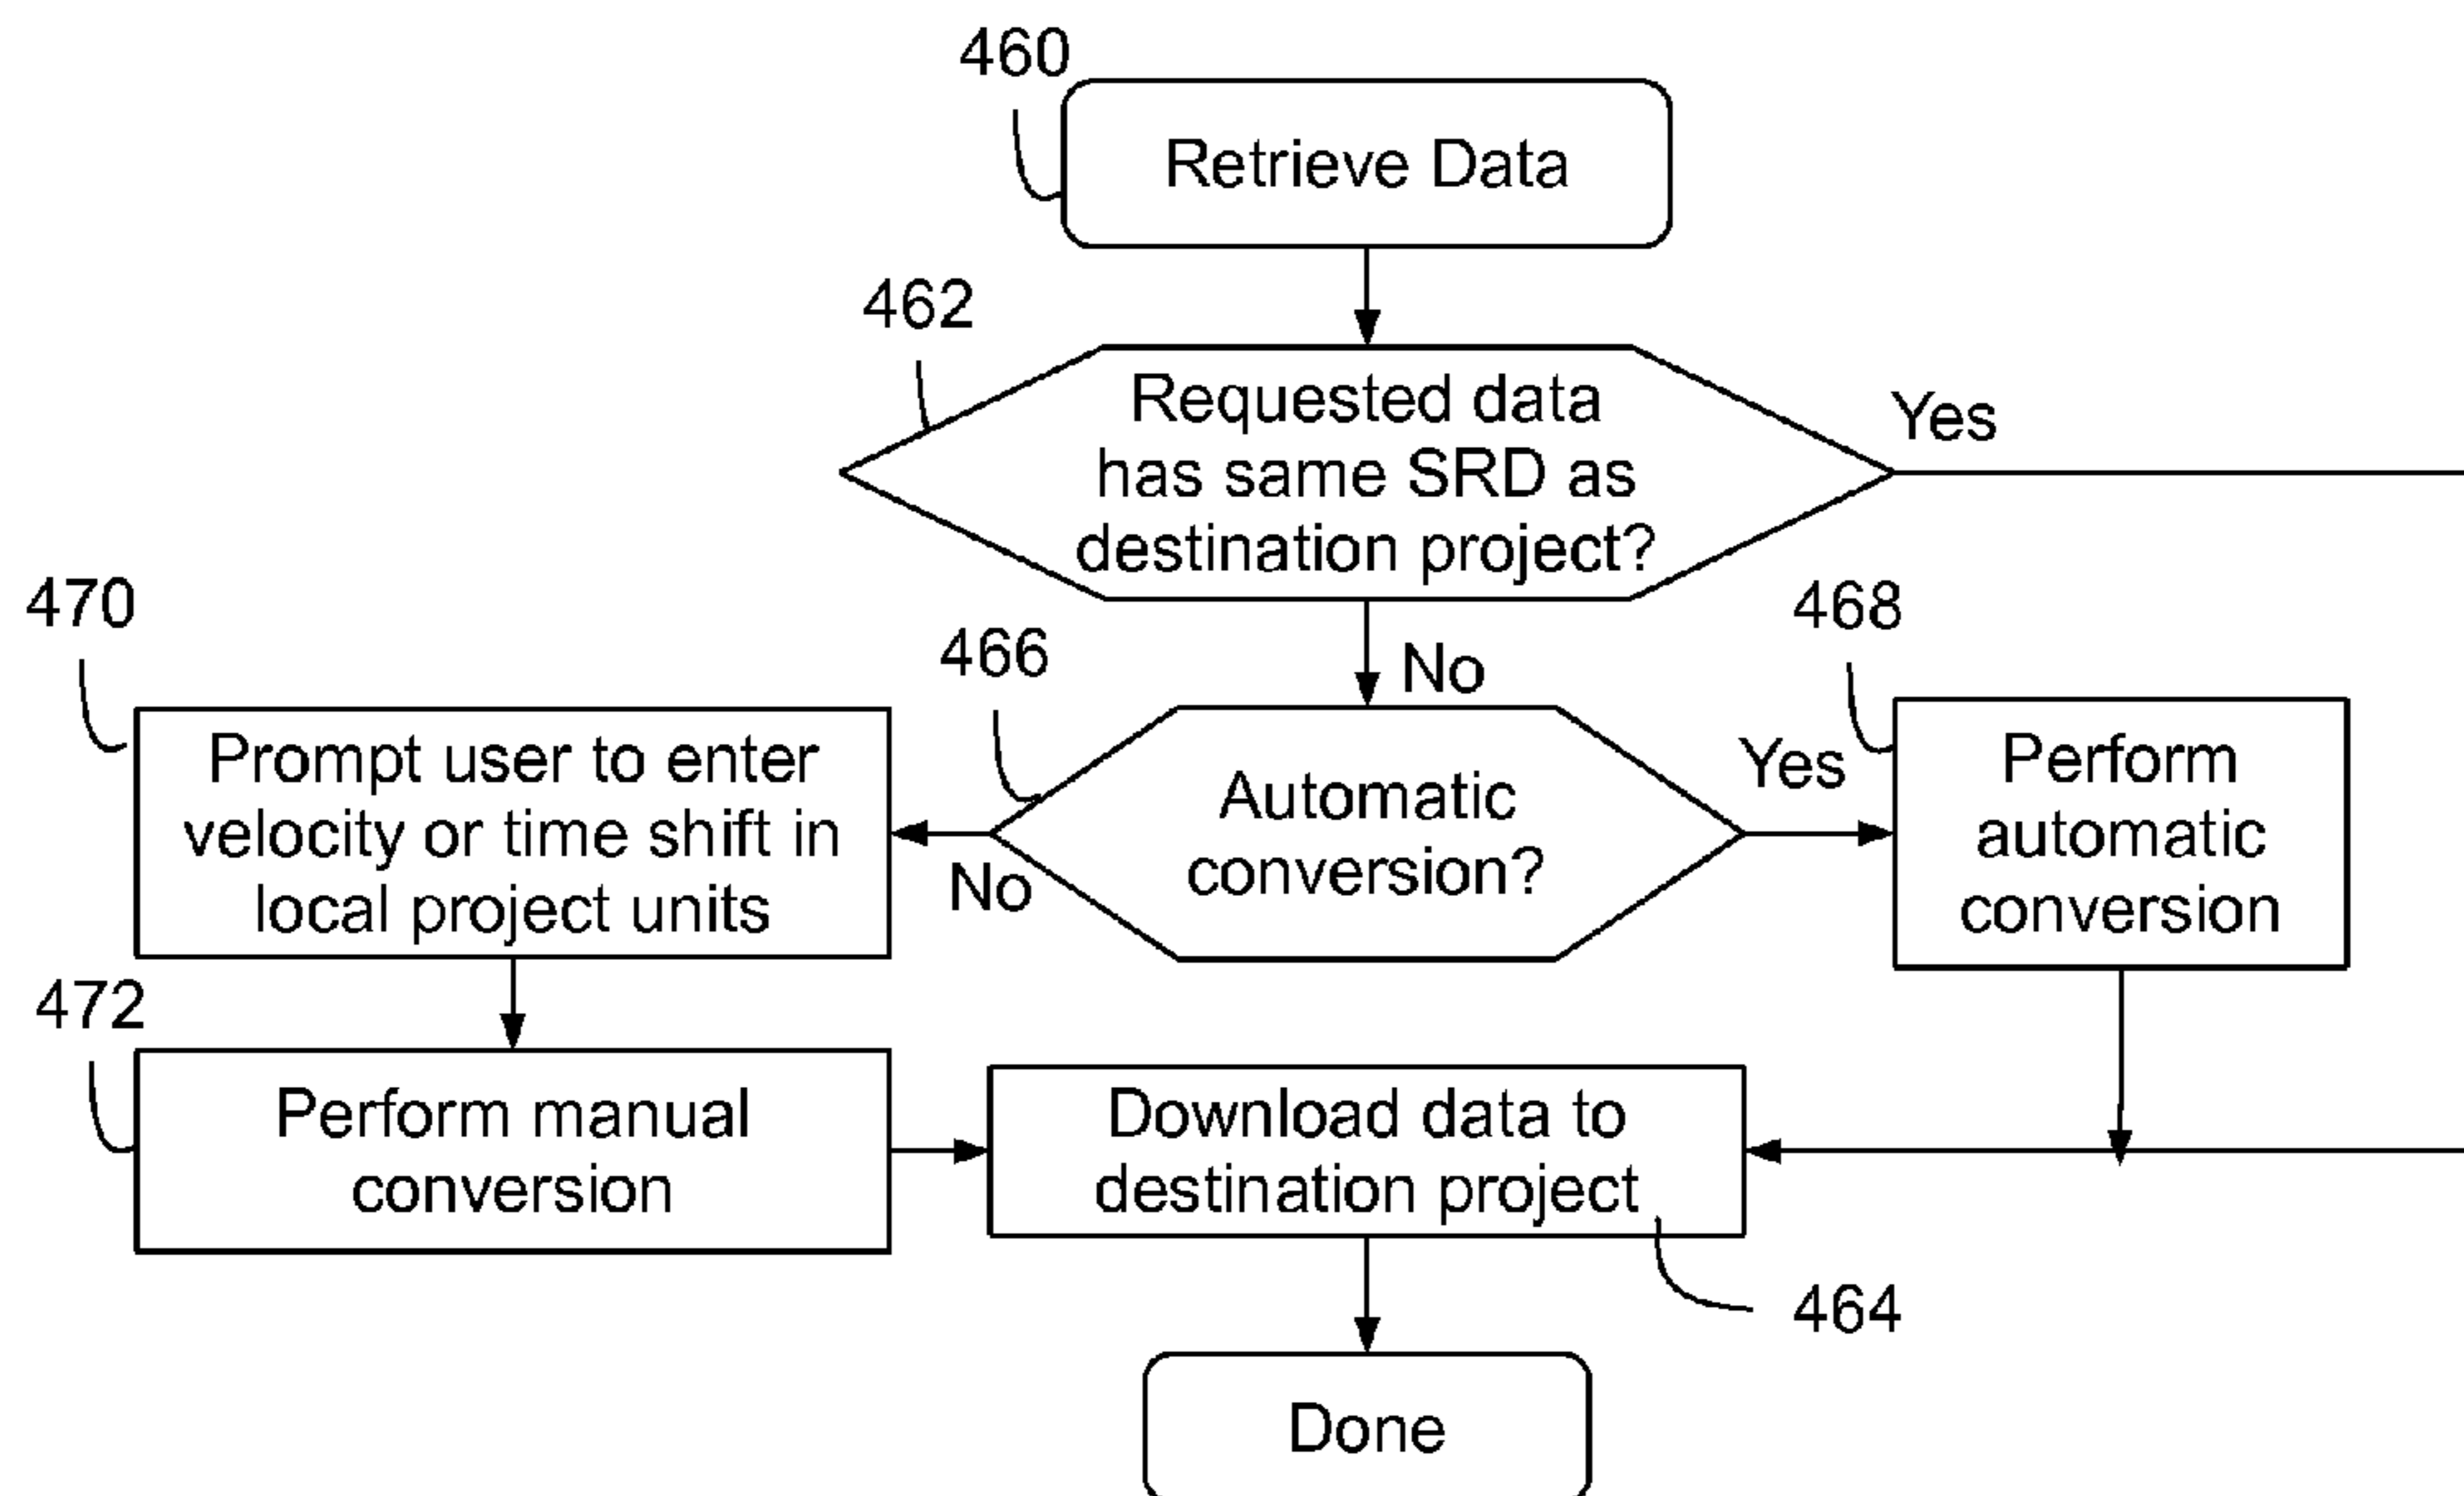 460
Retrieve Data
462
Requested data
has same SRD as
destination project?
Yes
No
470
466
468
Prompt user to enter
velocity or time shift in
local project units
No
Automatic
conversion?
Yes
Perform
automatic
conversion
472
Perform manual
conversion
Download data to
destination project
464
Done